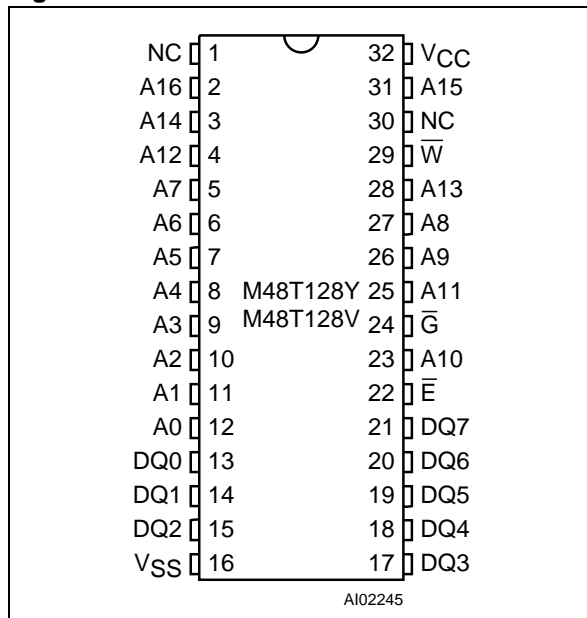 NC 1 32 VCC
A16 2 31 A15
A14 3 30 NC
A12 4 29 W̅
A7 5 28 A13
A6 6 27 A8
A5 7 26 A9
A4 8 M48T128Y 25 A11
A3 9 M48T128V 24 G̅
A2 10 23 A10
A1 11 22 E̅
A0 12 21 DQ7
DQ0 13 20 DQ6
DQ1 14 19 DQ5
DQ2 15 18 DQ4
VSS 16 17 DQ3
AI02245